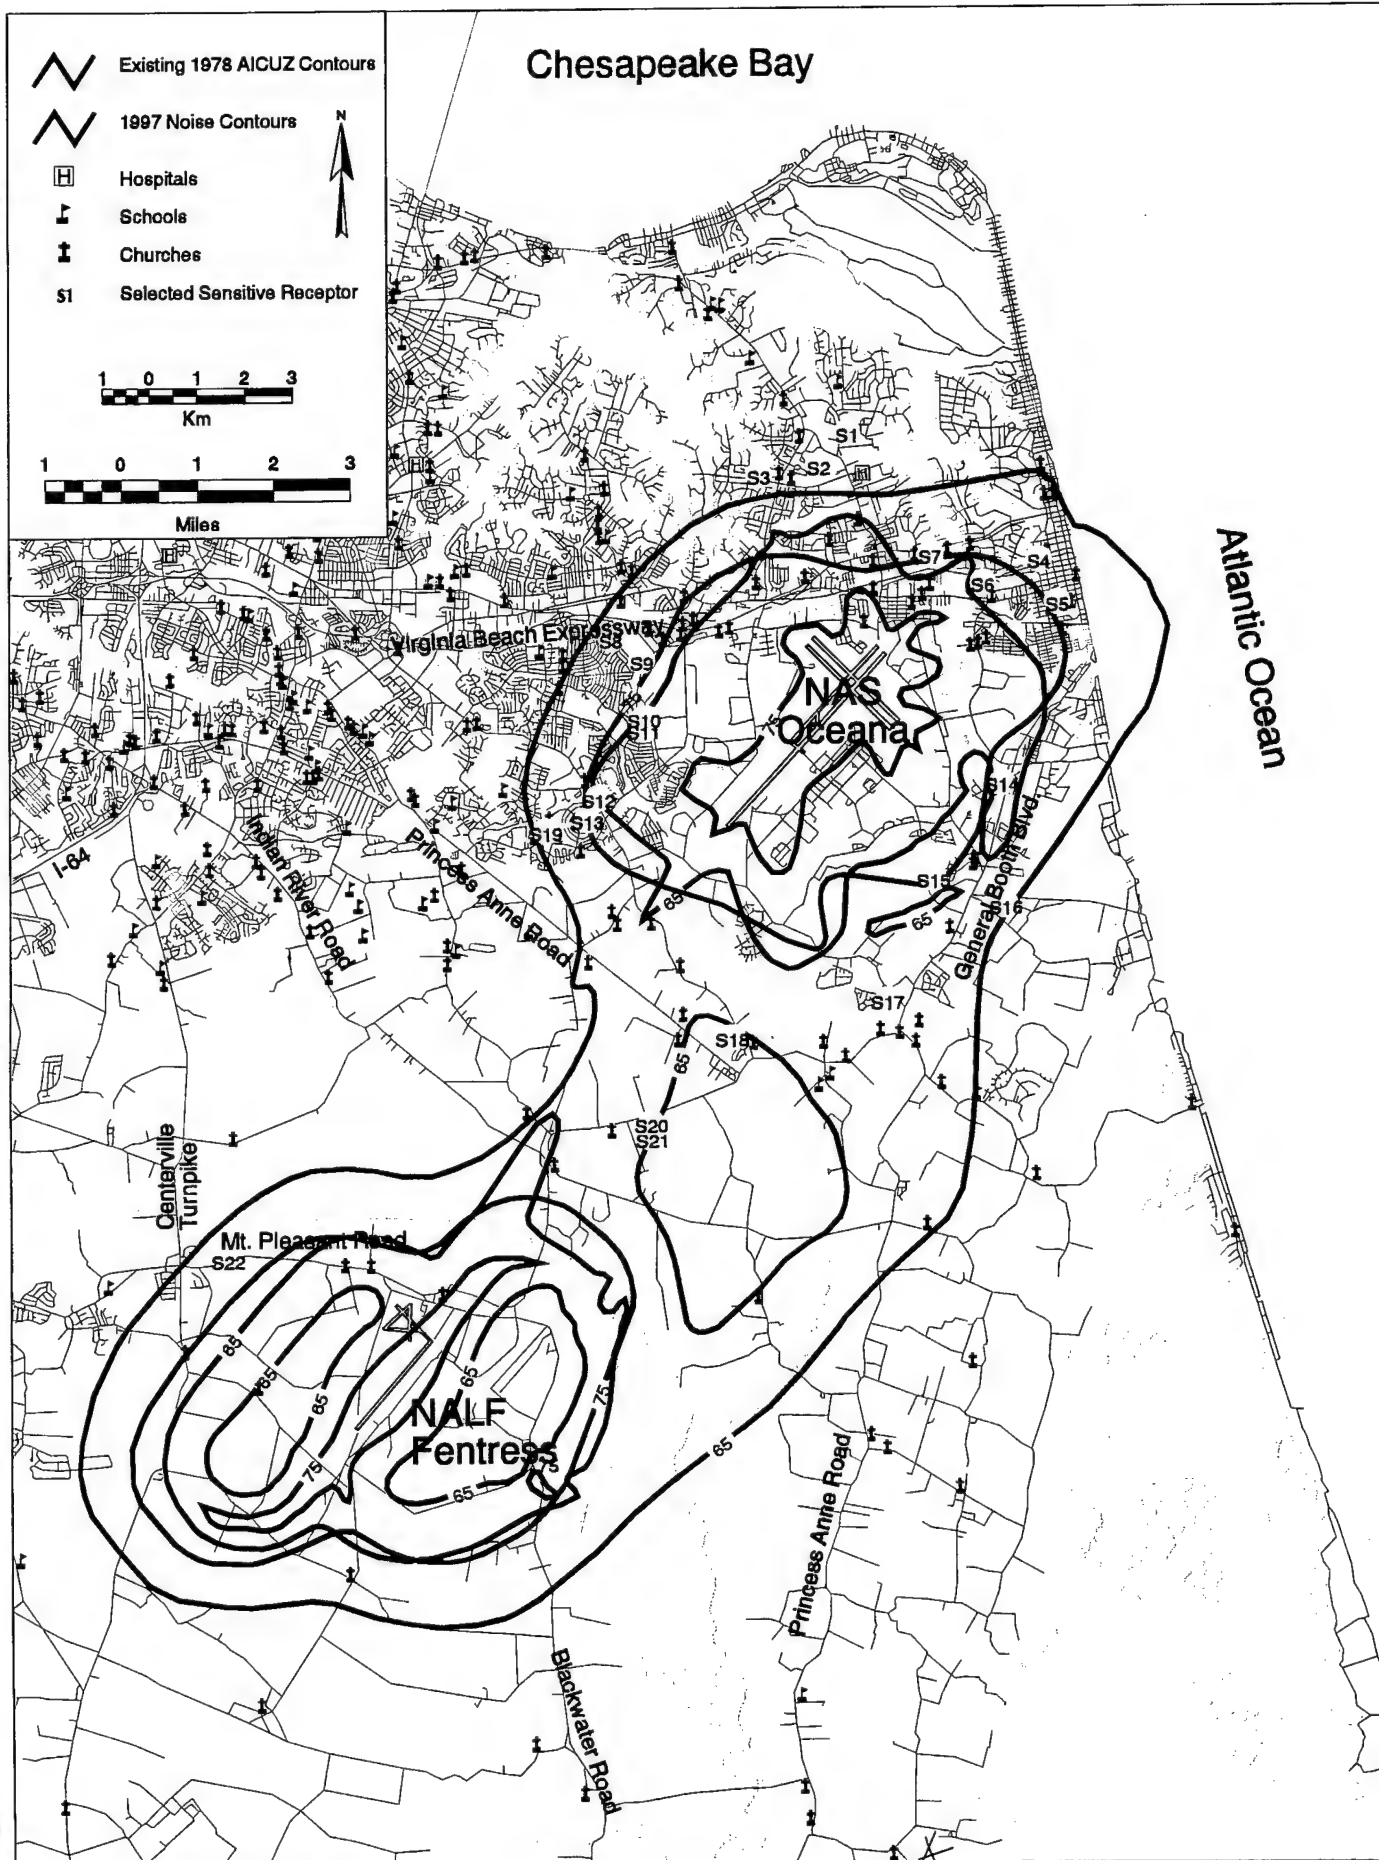 Existing 1978 AICUZ Contours
1997 Noise Contours
N
H
Hospitals
Schools
Churches
S1
Selected Sensitive Receptor
1 0 1 2 3
Km
1 0 1 2 3
Miles
Chesapeake Bay
Atlantic Ocean
H
H
H
S1
S2
S3
S4
S5
S6
S7
Virginia Beach Expressway
S8
S9
S10
S11
NAS
Oceana
75
S12
S13
S19
S14
S15
S16
General Booth Blvd
65
65
I-64
Indian River Road
Princess Anne Road
S17
S18
65
S20
S21
Centerville
Turnpike
Mt. Pleasant Road
S22
85
65
85
75
65
65
75
NALF
Fentress
65
Princess Anne Road
Blackwater Road